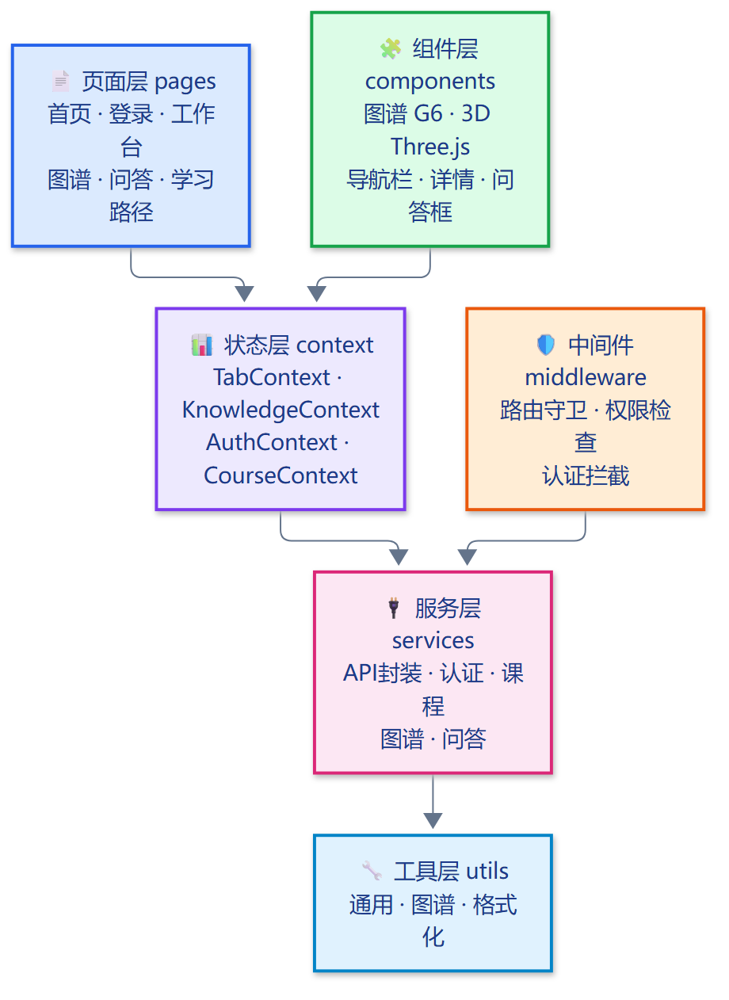 页面层 pages
首页 · 登录 · 工作
台
图谱 · 问答 · 学习
路径
组件层
components
图谱 G6 · 3D
Three.js
导航栏 · 详情 · 问
答框
状态层 context
TabContext ·
KnowledgeContext
AuthContext ·
CourseContext
中间件
middleware
路由守卫 · 权限检
查
认证拦截
服务层
services
API封装 · 认证 · 课
程
图谱 · 问答
工具层 utils
通用 · 图谱 · 格式
化